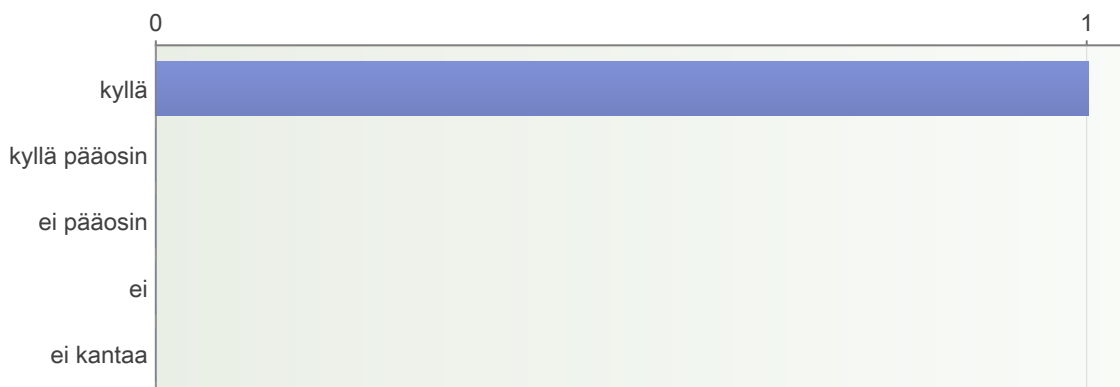 0 1
kyllä
kyllä pääosin
ei pääosin
ei
ei kantaa